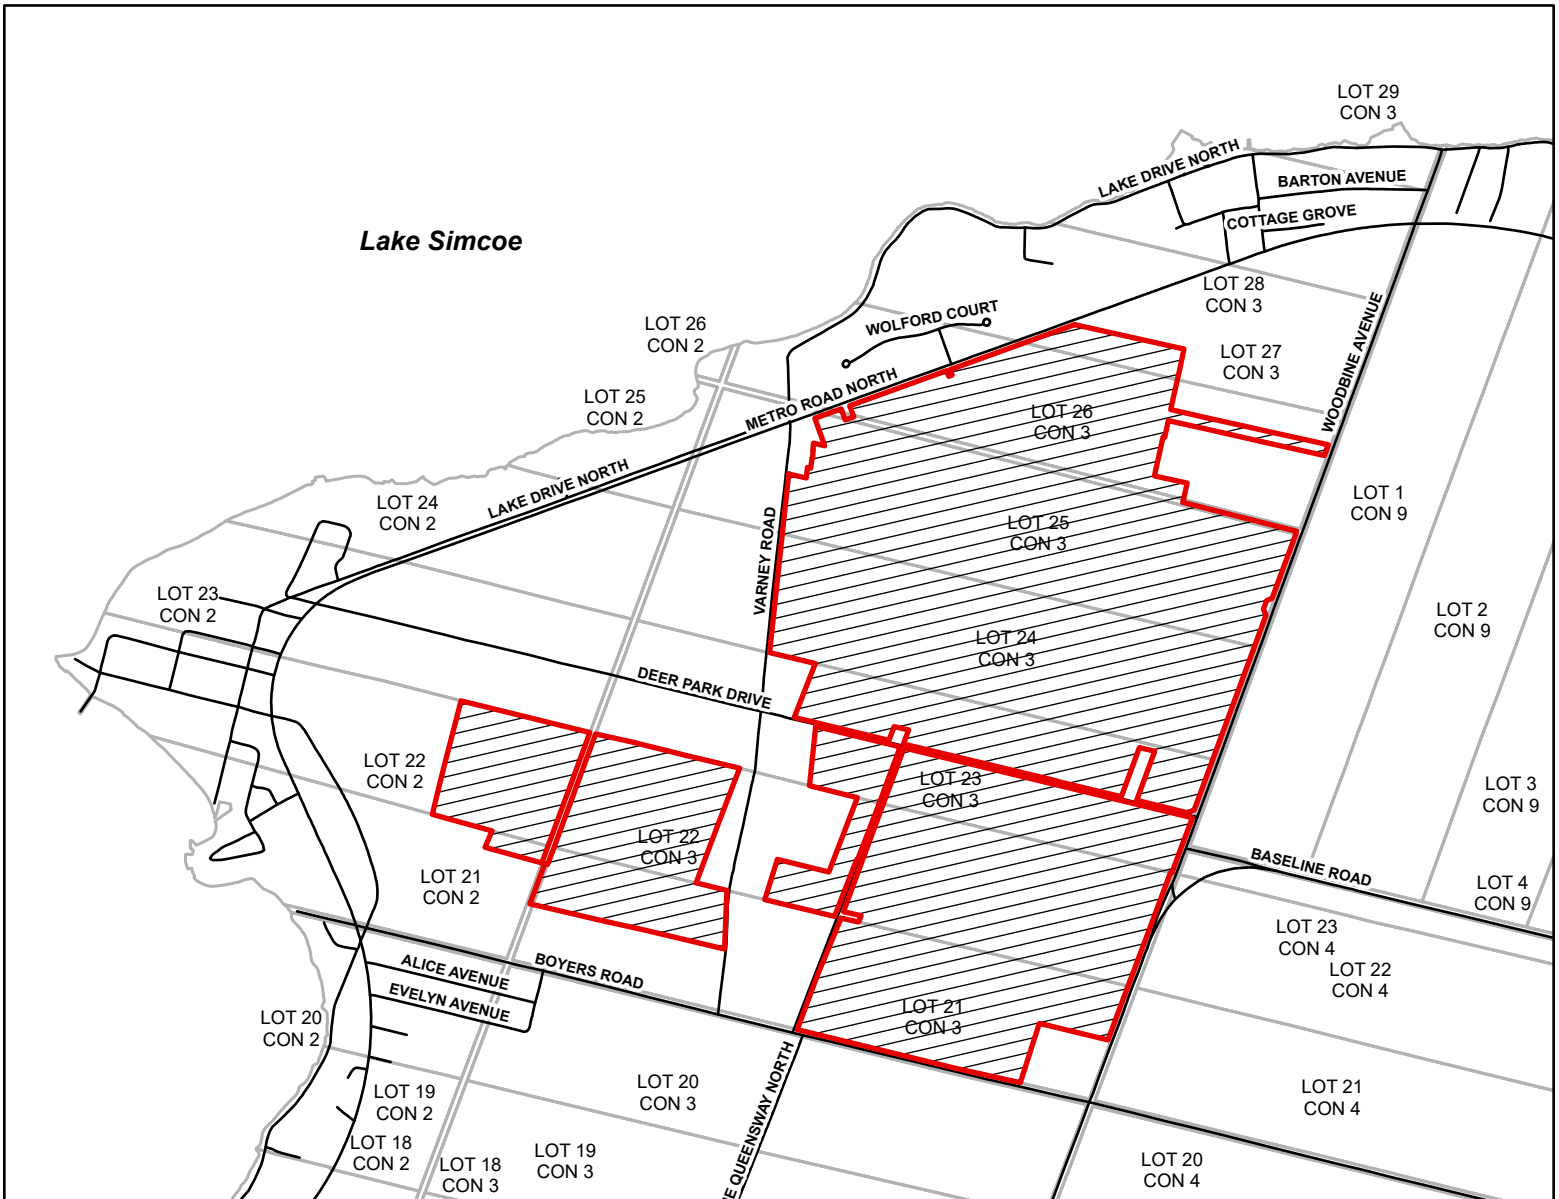 LOT 29
CON 3
LAKE DRIVE NORTH
BARTON AVENUE
COTTAGE GROVE
Lake Simcoe
LOT 28
CON 3
WOLFORD COURT
LOT 26
CON 2
LOT 27
CON 3
WOODBINE AVENUE
LOT 25
CON 2
METRO ROAD NORTH
LOT 26
CON 3
LAKE DRIVE NORTH
LOT 24
CON 2
LOT 1
CON 9
LOT 25
CON 3
VARNEY ROAD
LOT 23
CON 2
LOT 2
CON 9
LOT 24
CON 3
DEER PARK DRIVE
LOT 22
CON 2
LOT 23
CON 3
LOT 3
CON 9
LOT 22
CON 3
BASELINE ROAD
LOT 21
CON 2
LOT 4
CON 9
LOT 23
CON 4
LOT 22
CON 4
BOYERS ROAD
ALICE AVENUE
EVELYN AVENUE
LOT 21
CON 3
LOT 20
CON 2
LOT 20
CON 3
LOT 21
CON 4
LOT 19
CON 2
QUEENSWAY NORTH
LOT 18
CON 2
LOT 18
CON 3
LOT 19
CON 3
LOT 20
CON 4